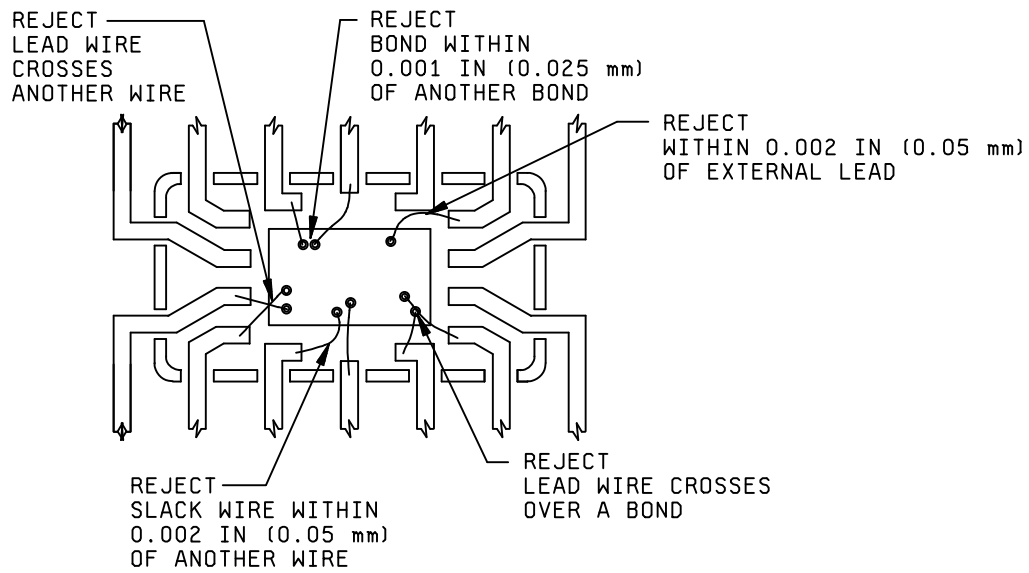 REJECT
LEAD WIRE
CROSSES
ANOTHER WIRE
REJECT
BOND WITHIN
0.001 IN (0.025 mm)
OF ANOTHER BOND
REJECT
WITHIN 0.002 IN (0.05 mm)
OF EXTERNAL LEAD
REJECT
SLACK WIRE WITHIN
0.002 IN (0.05 mm)
OF ANOTHER WIRE
REJECT
LEAD WIRE CROSSES
OVER A BOND